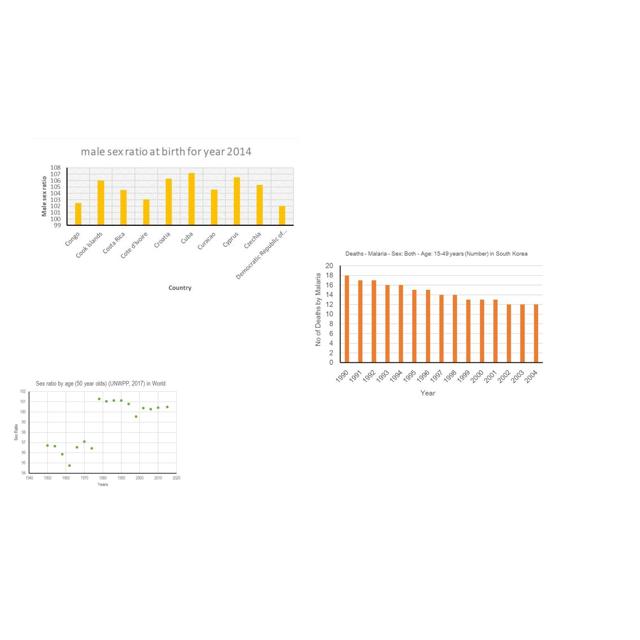 male sex ratio at birth for year 2014
108
107
106
105
104
103
102
101
100
99
Male sex ratio
Congo
Cook Islands
Costa Rica
Cote d'Ivoire
Croatia
Cuba
Curacao
Cyprus
Czechia
Democratic Republic of...
Country
Deaths - Malaria - Sex: Both - Age: 15-49 years (Number) in South Korea
20
18
16
14
12
10
8
6
4
2
0
No of Deaths by Malaria
1990
1991
1992
1993
1994
1995
1996
1997
1998
1999
2000
2001
2002
2003
2004
Year
Sex ratio by age (50 year olds) (UNWPP, 2017) in World
Sex Ratio
1940
1950
1960
1970
1980
1990
2000
2010
2020
Years